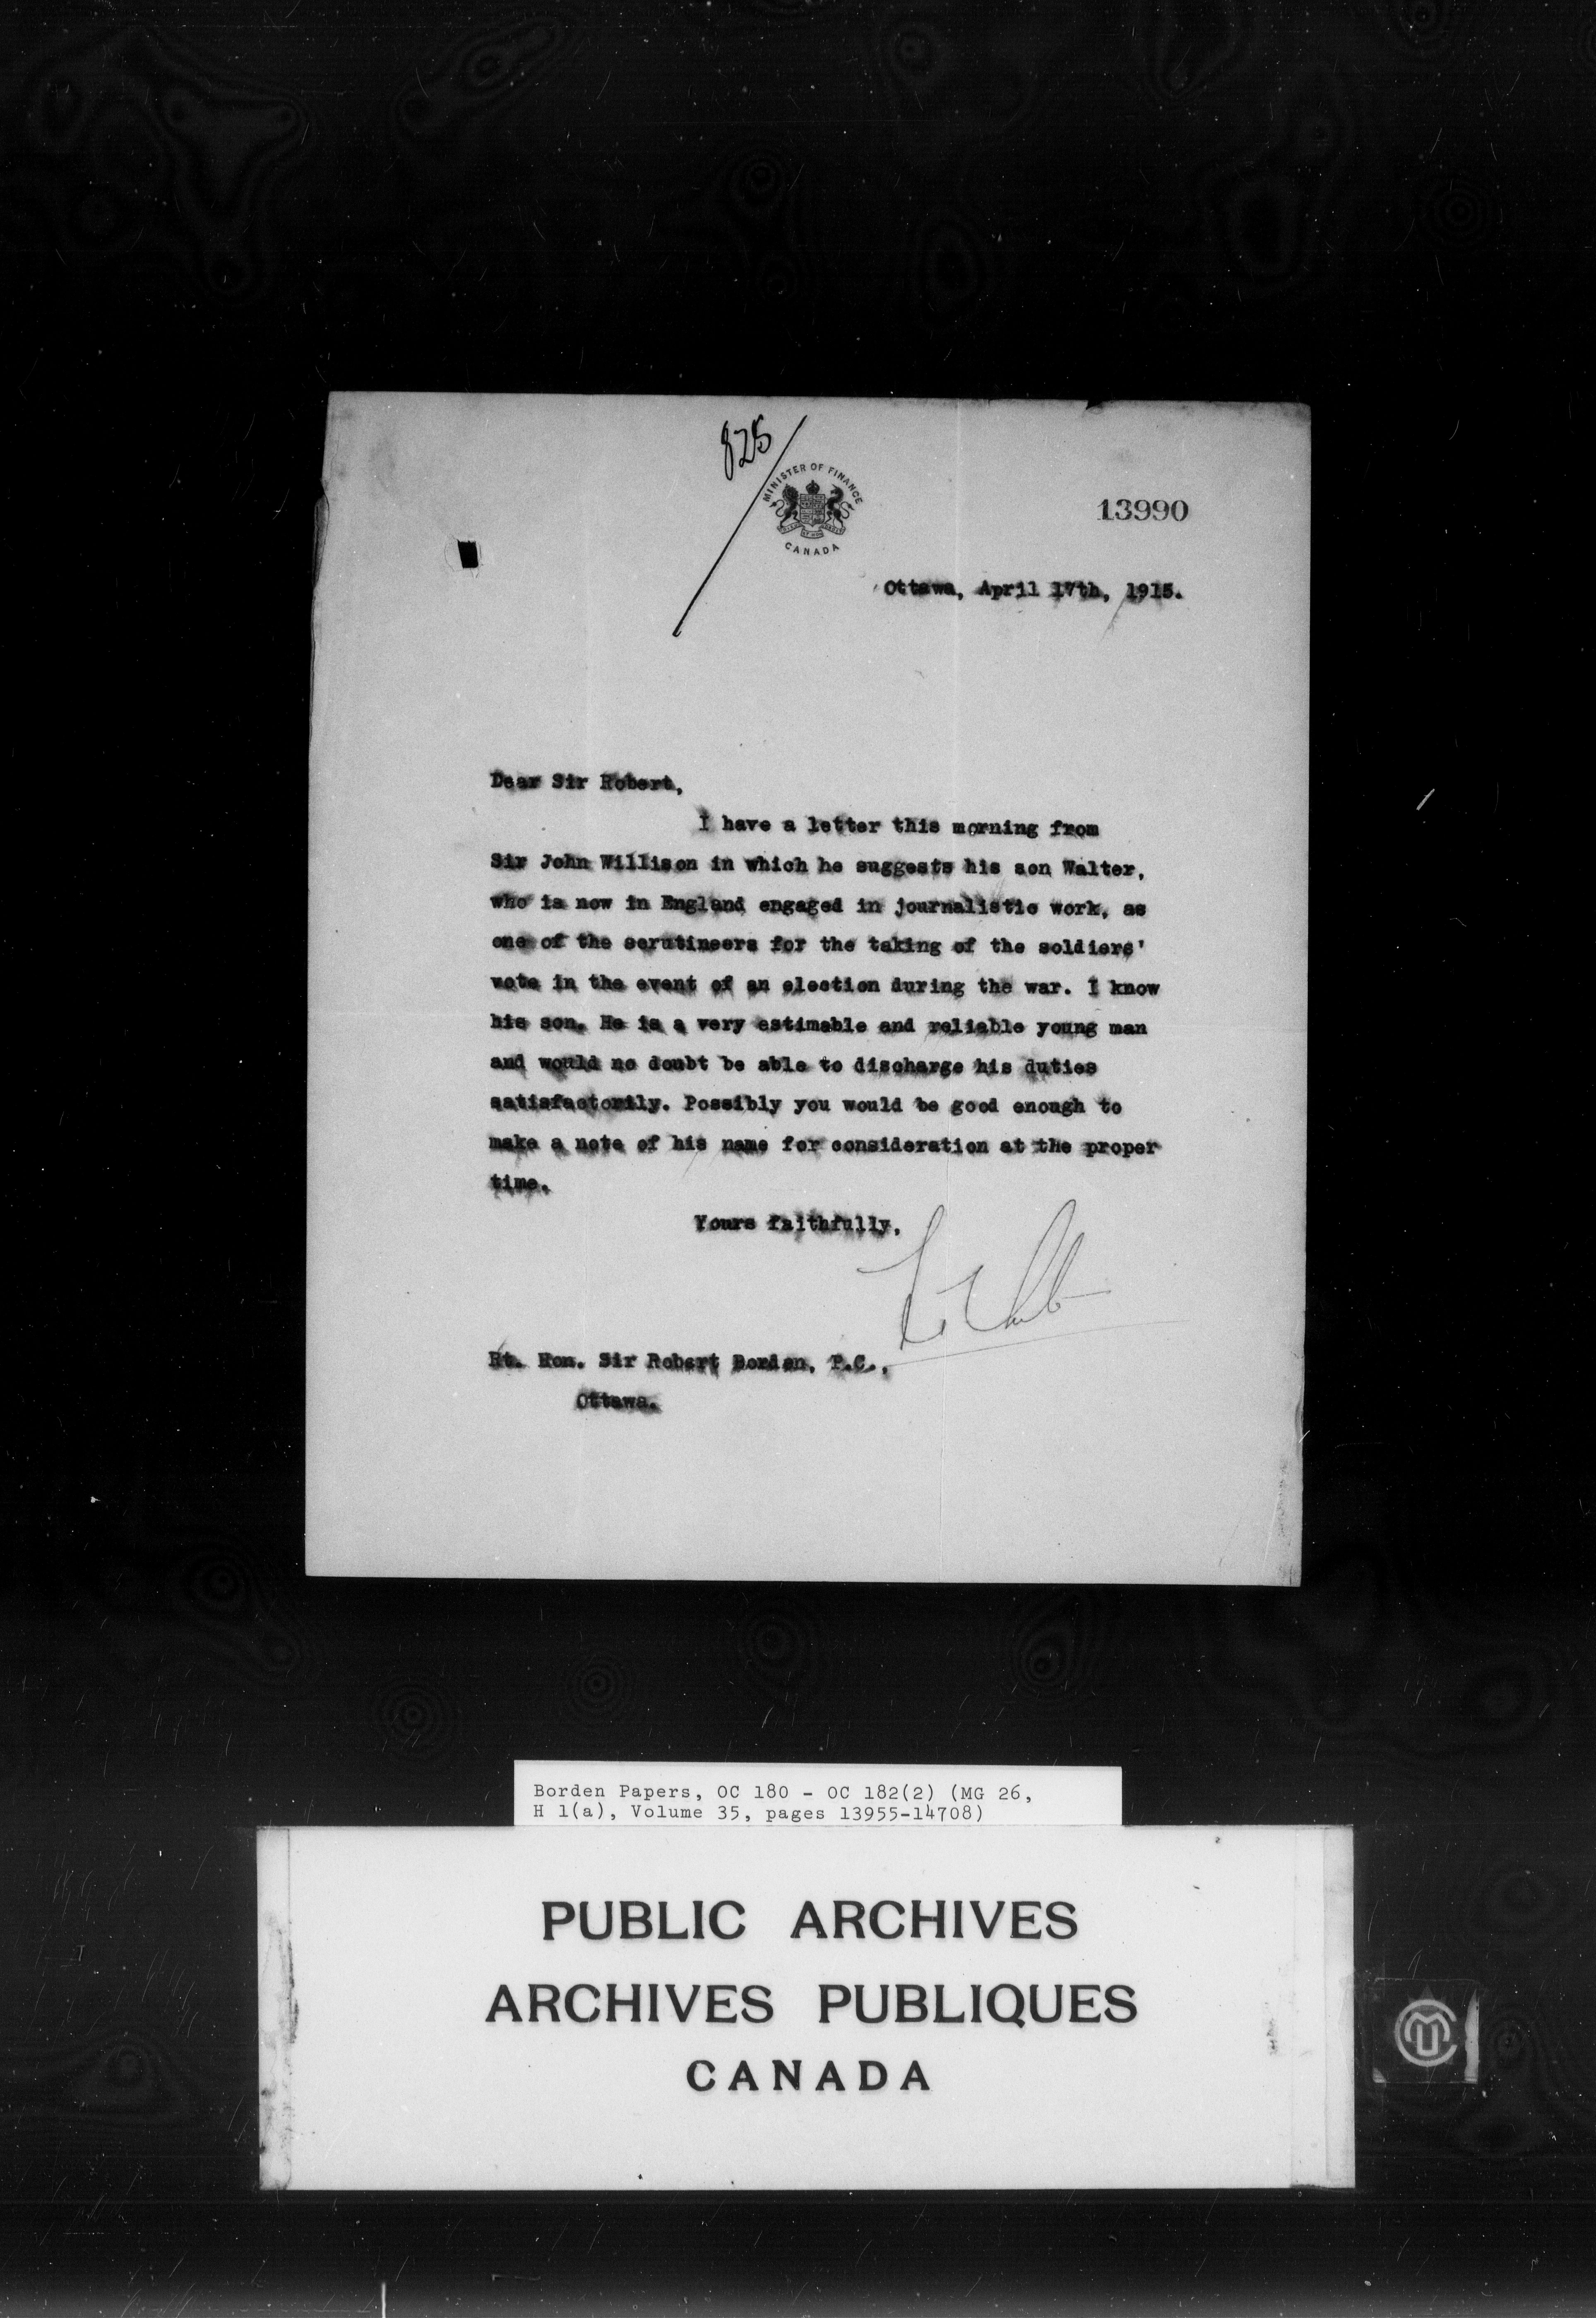 825
MINISTER OF FINANCE
CANADA
13990
Ottawa, April 17th, 1915.
Dear Sir Robert,
I have a letter this morning from
Sir John Willison in which he suggests his son Walter,
who is now in England engaged in journalistic work, as
one of the scrutineers for the taking of the soldiers'
vote in the event of an election during the war. I know
his son. He is a very estimable and reliable young man
and would no doubt be able to discharge his duties
satisfactorily. Possibly you would be good enough to
make a note of his name for consideration at the proper
time.
Yours faithfully,
Rt. Hon. Sir Robert Borden, P.C.,
Ottawa.
Borden Papers, OC 180 - OC 182(2) (MG 26,
H 1(a), Volume 35, pages 13955-14708)
PUBLIC ARCHIVES
ARCHIVES PUBLIQUES
CANADA